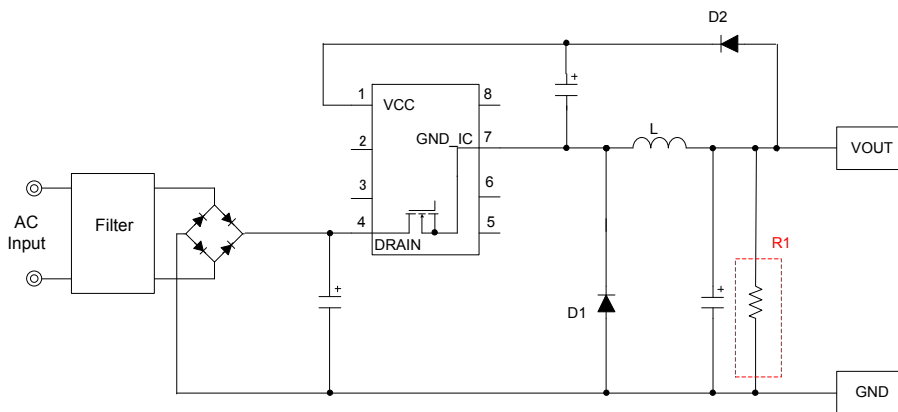 D2
1
8
VCC
+
L
GND_IC
7
2
VOUT
3
6
AC
Input
Filter
4
5
DRAIN
R1
+
+
D1
GND